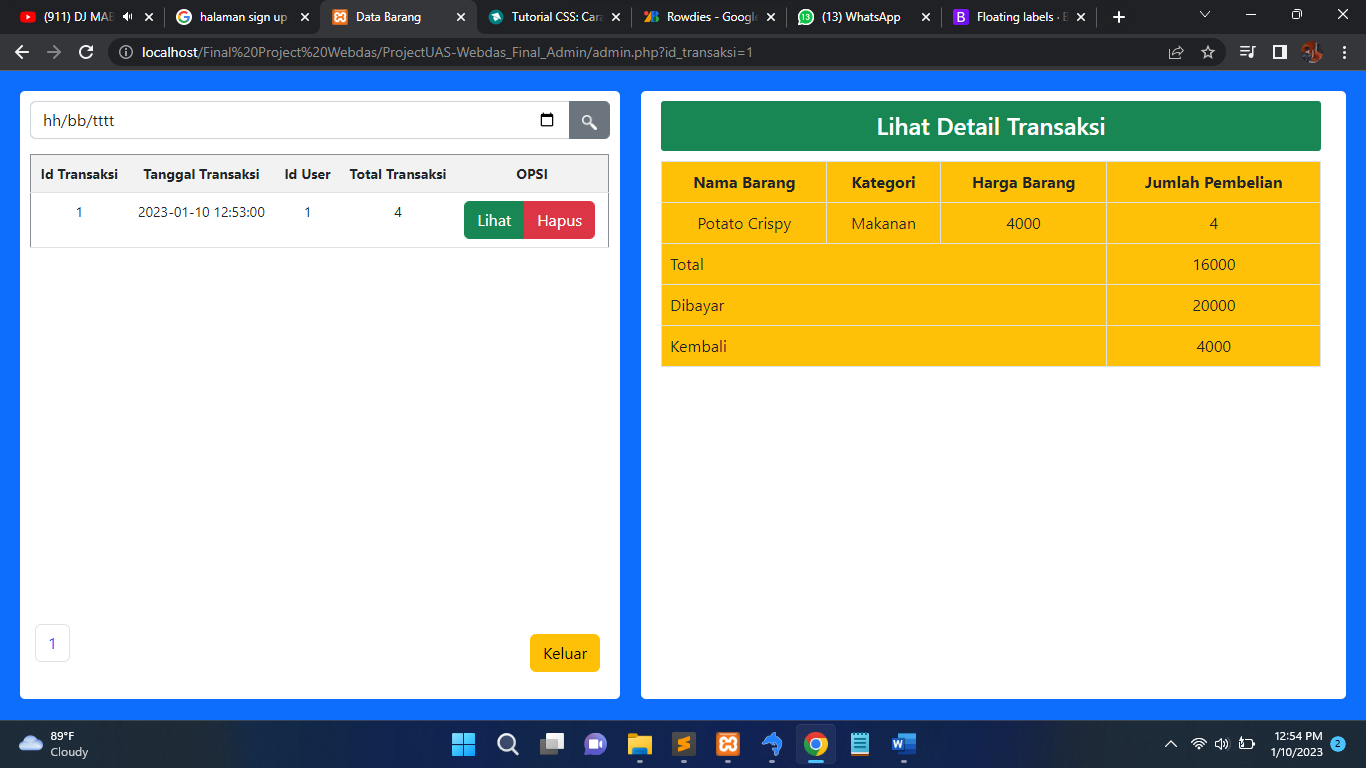 (911) DJ MAE
halaman sign up
Data Barang
Tutorial CSS: Cara
Rowdies - Google
(13) WhatsApp
Floating labels · B
localhost/Final%20Project%20Webdas/ProjectUAS-Webdas_Final_Admin/admin.php?id_transaksi=1
hh/bb/tttt
Id Transaksi Tanggal Transaksi Id User Total Transaksi OPSI
1 2023-01-10 12:53:00 1 4 Lihat Hapus
1
Keluar
Lihat Detail Transaksi
Nama Barang Kategori Harga Barang Jumlah Pembelian
Potato Crispy Makanan 4000 4
Total 16000
Dibayar 20000
Kembali 4000
89°F
Cloudy
12:54 PM
1/10/2023
2